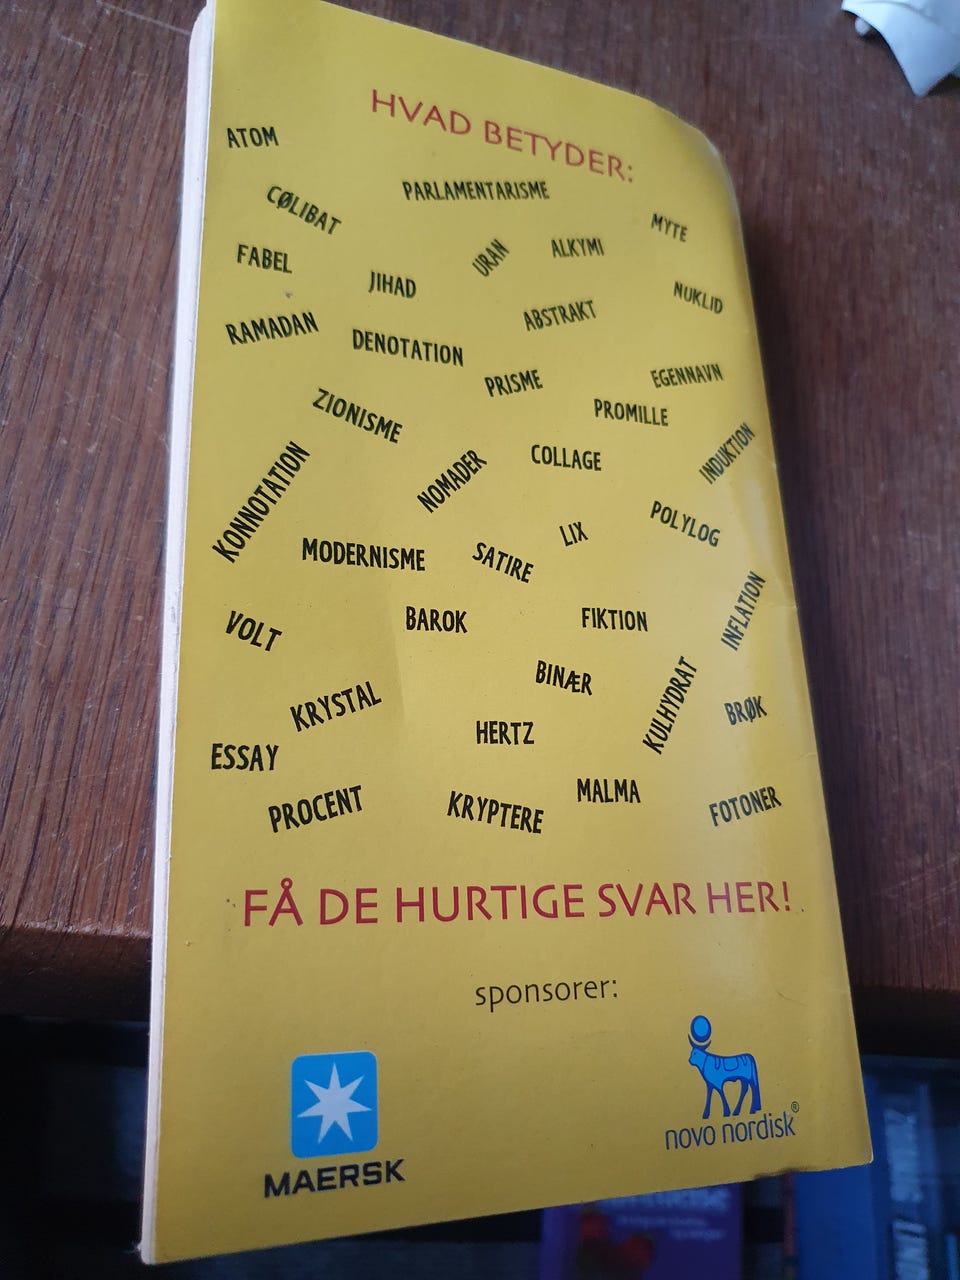 HVAD BETYDER:
ATOM
PARLAMENTARISME
CØLIBAT
MYTE
FABEL
URAN
ALKYMI
JIHAD
NUKLID
RAMADAN
ABSTRAKT
DENOTATION
PRISME
EGENNAVN
ZIONISME
PROMILLE
INDUKTION
COLLAGE
NOMADER
KONNOTATION
POLYLOG
LIX
MODERNISME
SATIRE
INFLATION
VOLT
BAROK
FIKTION
BINÆR
KULHYDRAT
KRYSTAL
BRØK
HERTZ
ESSAY
MALMA
PROCENT
KRYPTERE
FOTONER
FÅ DE HURTIGE SVAR HER!
sponsorer:
MAERSK
novo nordisk®